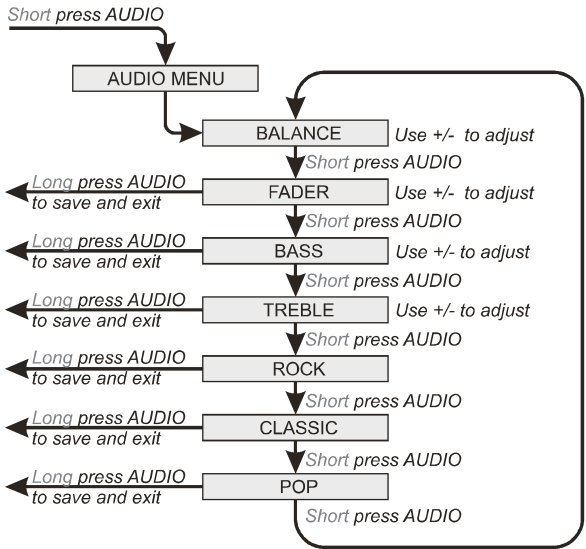 Short press AUDIO
AUDIO MENU
BALANCE
Use +/- to adjust
Short press AUDIO
Long press AUDIO
to save and exit
FADER
Use +/- to adjust
Short press AUDIO
Long press AUDIO
to save and exit
BASS
Use +/- to adjust
Short press AUDIO
Long press AUDIO
to save and exit
TREBLE
Use +/- to adjust
Short press AUDIO
Long press AUDIO
to save and exit
ROCK
Short press AUDIO
Long press AUDIO
to save and exit
CLASSIC
Short press AUDIO
Long press AUDIO
to save and exit
POP
Short press AUDIO